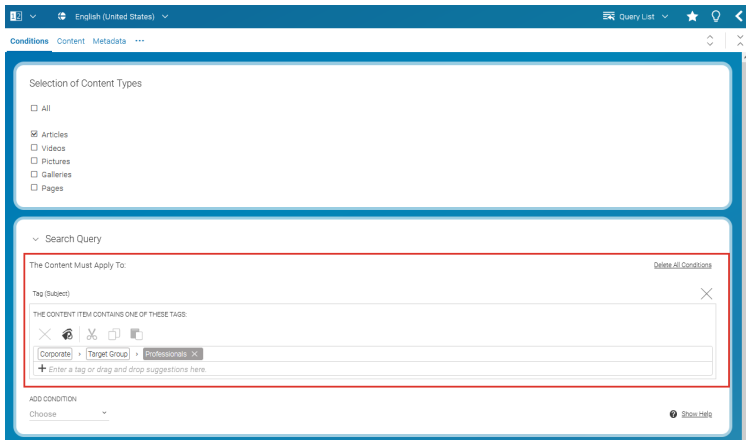 English (United States)
Query List
Conditions Content Metadata ...
Selection of Content Types
All
Articles
Videos
Pictures
Galleries
Pages
Search Query
The Content Must Apply To:
Delete All Conditions
Tag (Subject)
THE CONTENT ITEM CONTAINS ONE OF THESE TAGS:
Corporate › Target Group › Professionals ×
+ Enter a tag or drag and drop suggestions here.
ADD CONDITION
Choose
Show Help